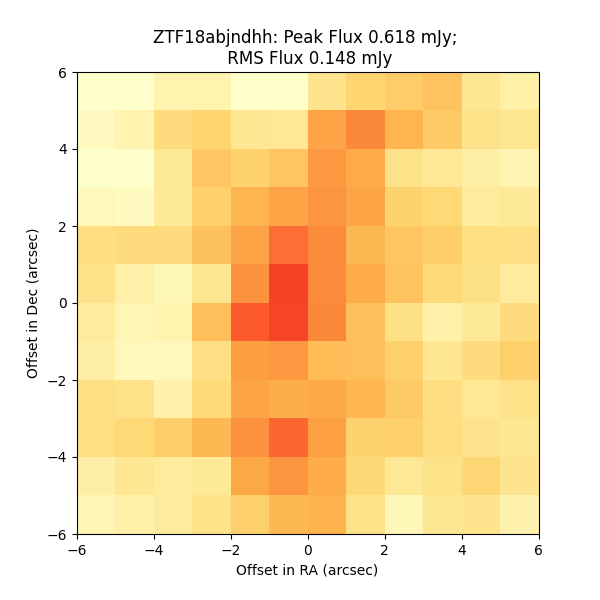 ZTF18abjndhh: Peak Flux 0.618 mJy;
RMS Flux 0.148 mJy
6
4
2
0
−2
−4
−6
Offset in Dec (arcsec)
−6 −4 −2 0 2 4 6
Offset in RA (arcsec)